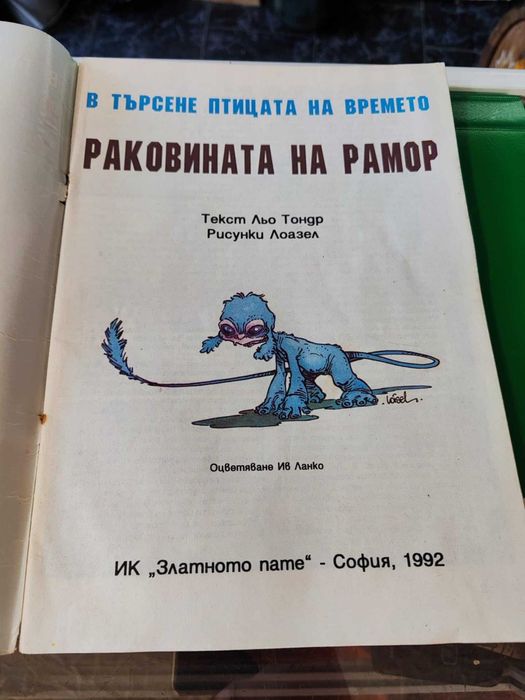 В ТЪРСЕНЕ ПТИЦАТА НА ВРЕМЕТО
РАКОВИНАТА НА РАМОР
Текст Льо Тондр
Рисунки Лоазел
Loisel
Оцветяване Ив Ланко
ИК „Златното пате“ - София, 1992